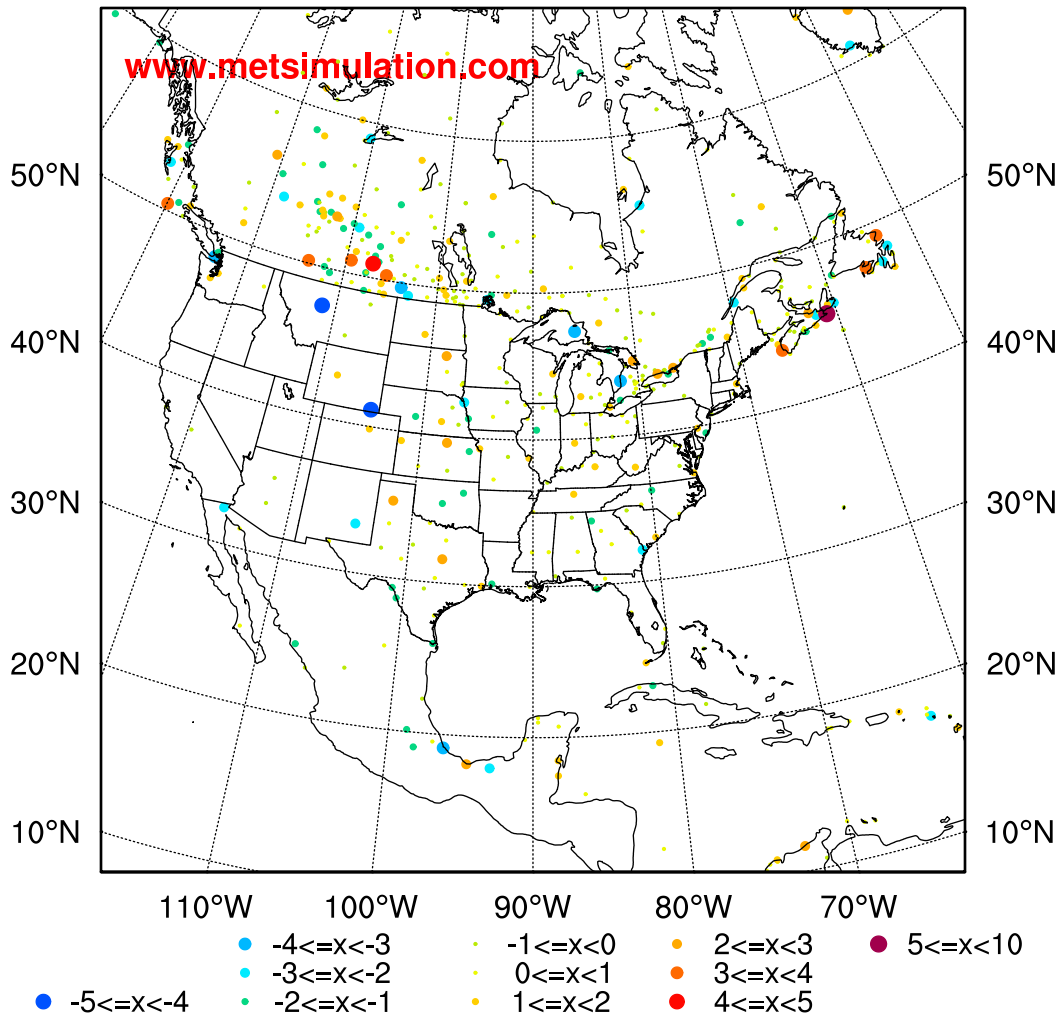 www.metsimulation.com
50°N 50°N
40°N 40°N
30°N 30°N
20°N 20°N
10°N 10°N
110°W 100°W 90°W 80°W 70°W
-4<=x<-3 -1<=x<0 2<=x<3 5<=x<10
-3<=x<-2 0<=x<1 3<=x<4
-5<=x<-4 -2<=x<-1 1<=x<2 4<=x<5